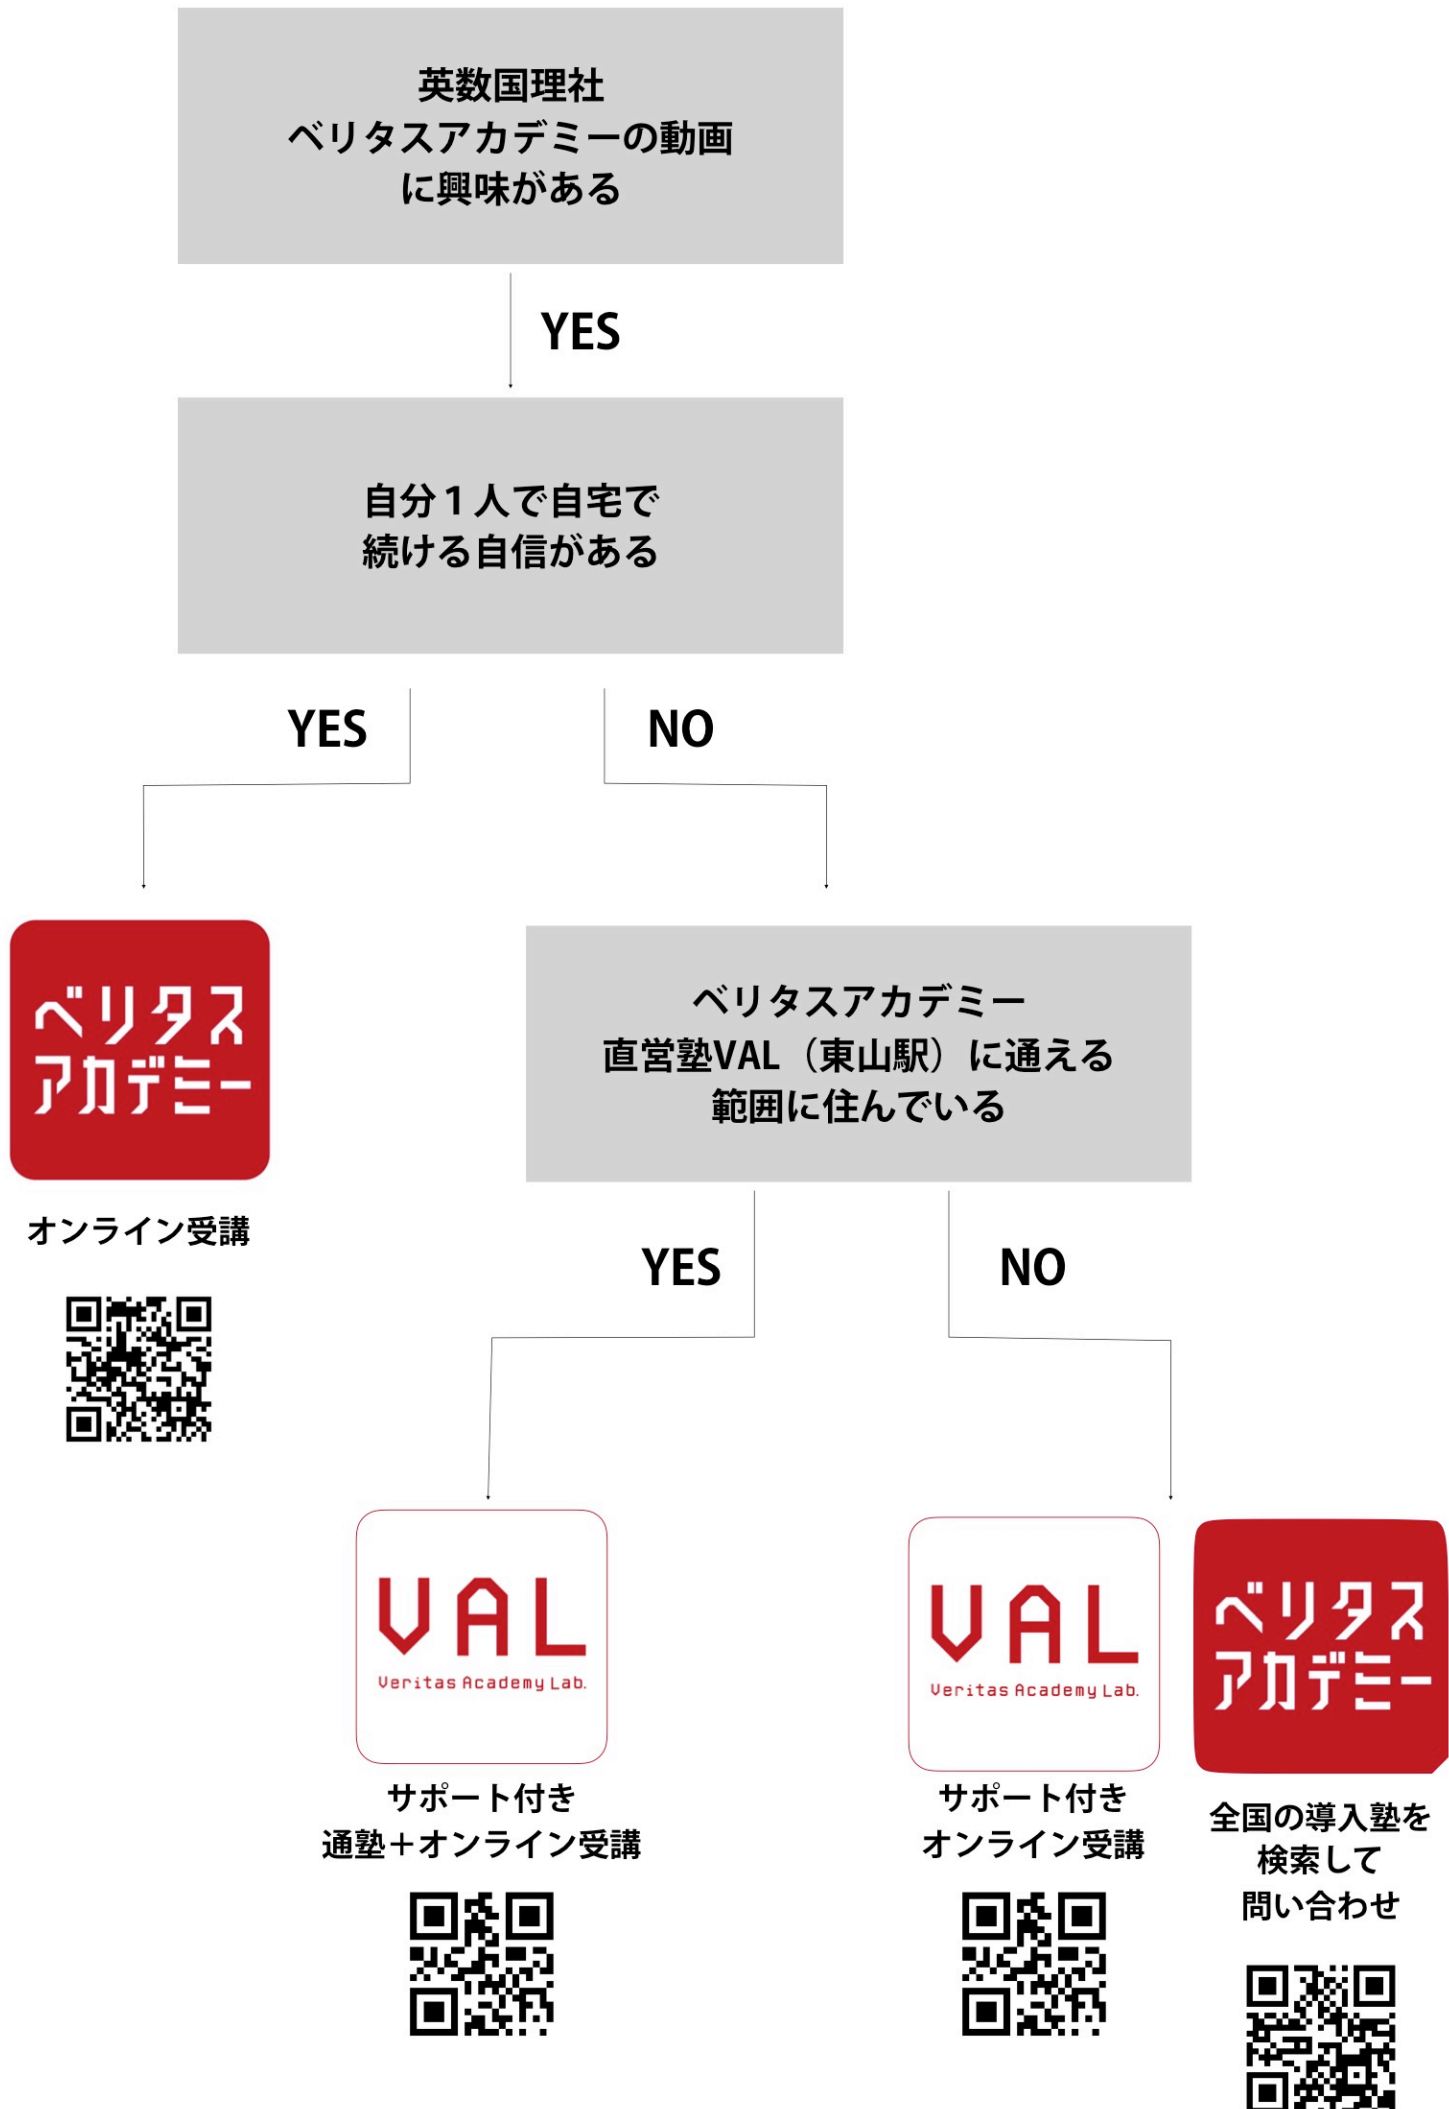 英数国理社
ベリタスアカデミーの動画
に興味がある
YES
自分１人で自宅で
続ける自信がある
YES
NO
ベリタス
アカデミー
オンライン受講
ベリタスアカデミー
直営塾VAL（東山駅）に通える
範囲に住んでいる
YES
NO
VAL
Veritas Academy Lab.
サポート付き
通塾＋オンライン受講
VAL
Veritas Academy Lab.
サポート付き
オンライン受講
ベリタス
アカデミー
全国の導入塾を
検索して
問い合わせ